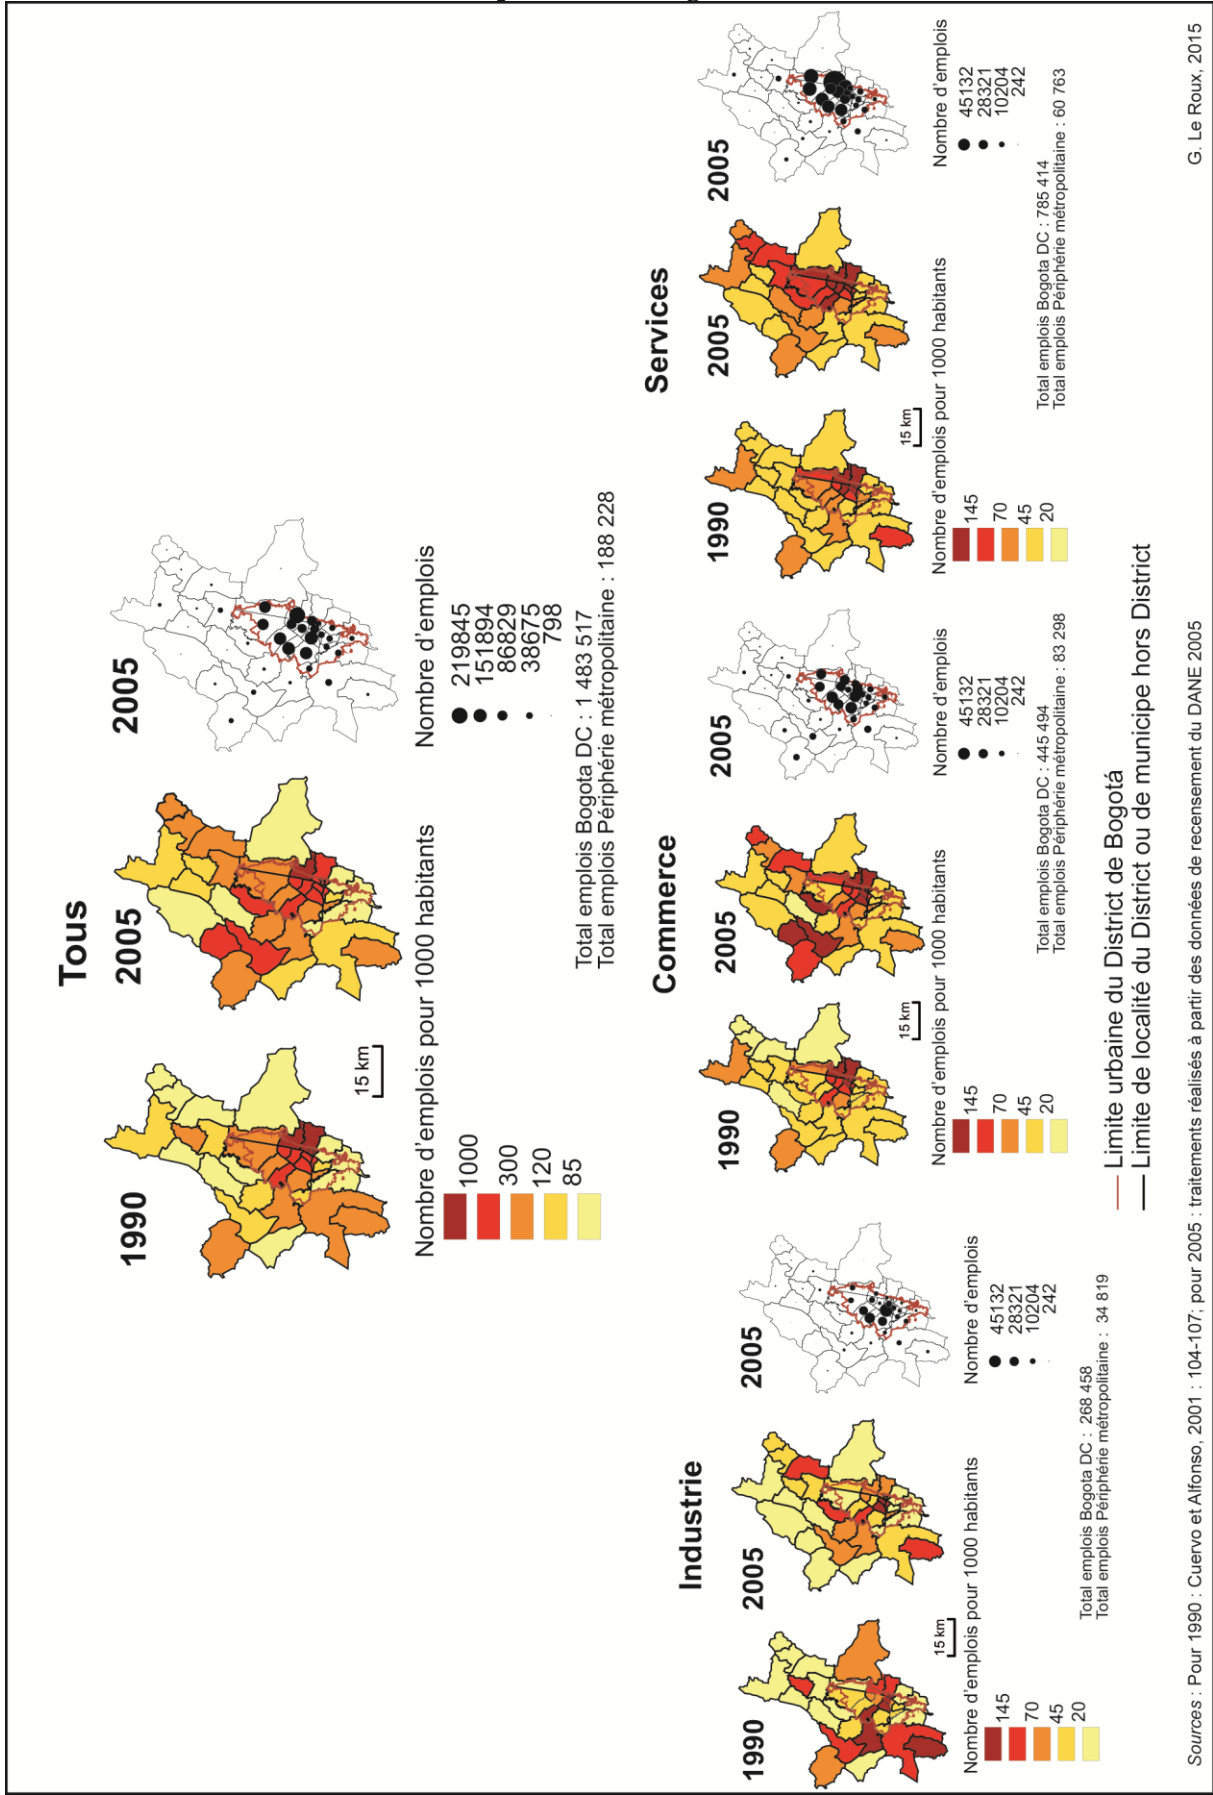 Tous
1990
2005
2005
15 km
Nombre d'emplois pour 1000 habitants
1000
300
120
85
Nombre d'emplois
219845
151894
86829
38675
798
Total emplois Bogota DC : 1 483 517
Total emplois Périphérie métropolitaine : 188 228
Industrie
1990
2005
2005
15 km
Nombre d'emplois pour 1000 habitants
145
70
45
20
Nombre d'emplois
45132
28321
10204
242
Total emplois Bogota DC : 268 458
Total emplois Périphérie métropolitaine : 34 819
Commerce
1990
2005
2005
15 km
Nombre d'emplois pour 1000 habitants
145
70
45
20
Nombre d'emplois
45132
28321
10204
242
Total emplois Bogota DC : 445 494
Total emplois Périphérie métropolitaine : 83 298
Services
1990
2005
2005
15 km
Nombre d'emplois pour 1000 habitants
145
70
45
20
Nombre d'emplois
45132
28321
10204
242
Total emplois Bogota DC : 785 414
Total emplois Périphérie métropolitaine : 60 763
Limite urbaine du District de Bogotá
Limite de localité du District ou de municipe hors District
Sources : Pour 1990 : Cuervo et Alfonso, 2001 : 104-107; pour 2005 : traitements réalisés à partir des données de recensement du DANE 2005
G. Le Roux, 2015